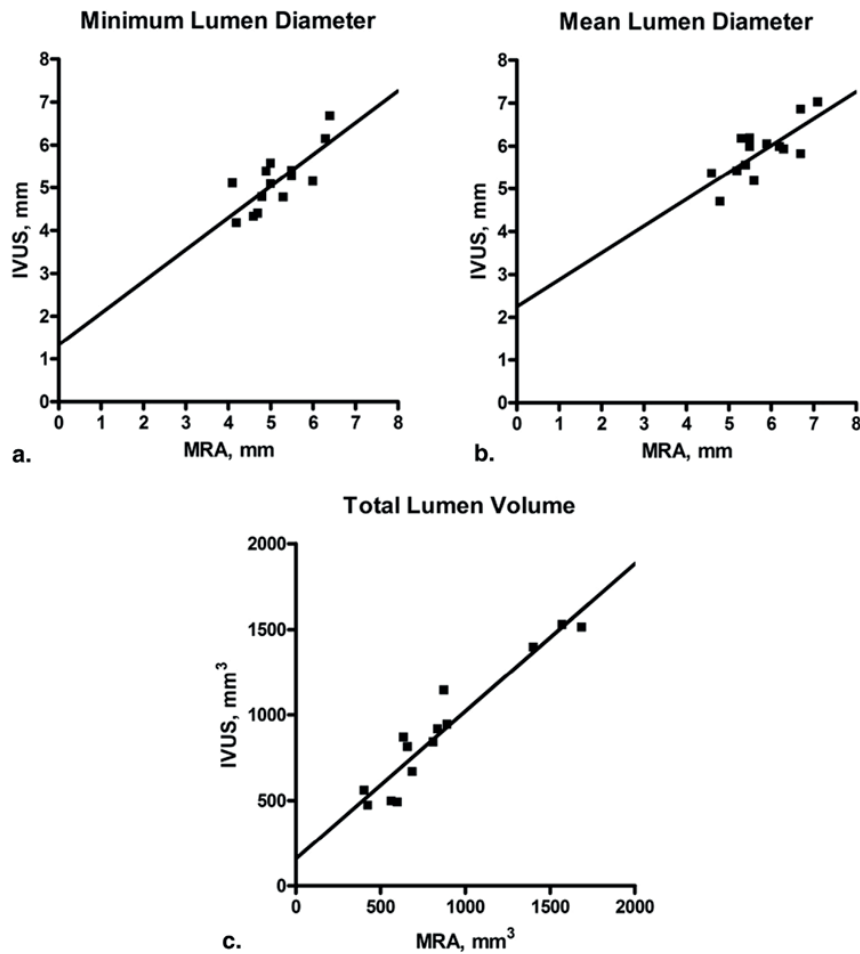 Minimum Lumen Diameter
8
7
6
5
4
3
2
1
0
IVUS, mm
0 1 2 3 4 5 6 7 8
MRA, mm
a.
Mean Lumen Diameter
8
7
6
5
4
3
2
1
0
IVUS, mm
0 1 2 3 4 5 6 7 8
MRA, mm
b.
Total Lumen Volume
2000
1500
1000
500
0
IVUS, mm³
0 500 1000 1500 2000
MRA, mm³
c.